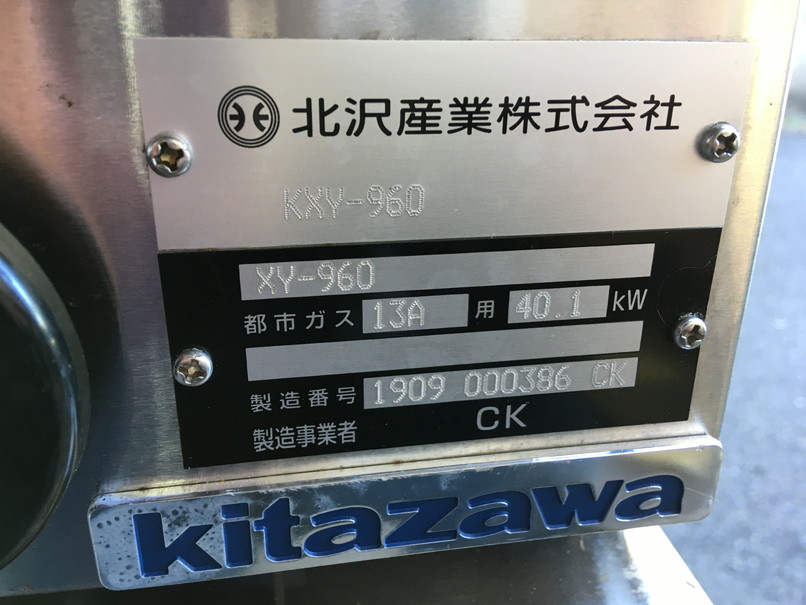 北沢産業株式会社
KXY-960
XY-960
都市ガス 13A 用 40.1 kW
製造番号 1909 000386 CK
製造事業者 CK
kitazawa